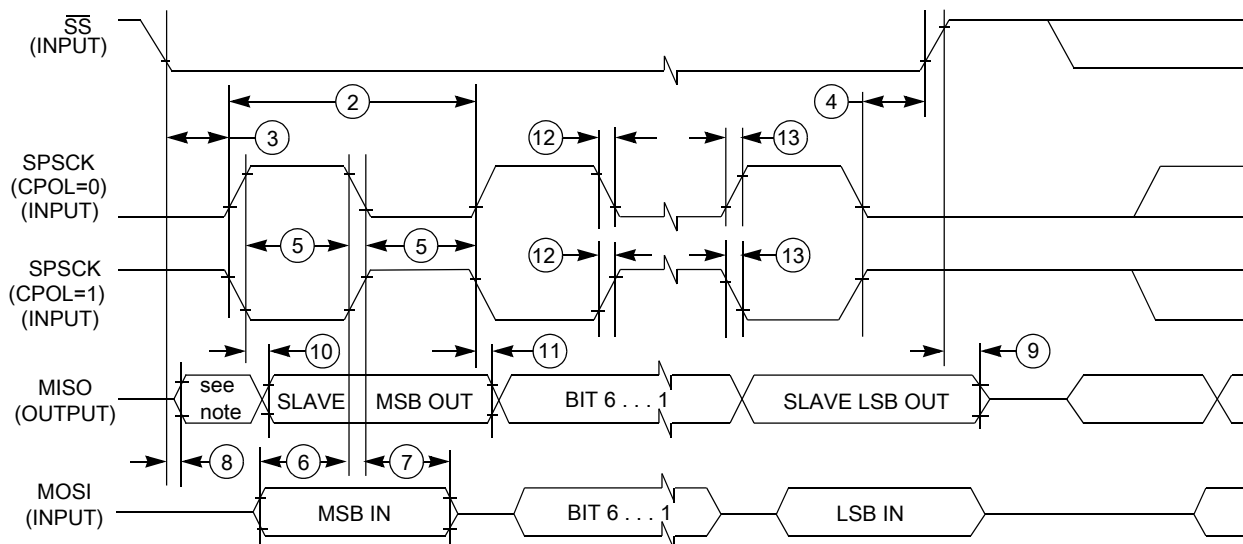 SS
(INPUT)
2
4
3
12
13
SPSCK
(CPOL=0)
(INPUT)
5
5
SPSCK
(CPOL=1)
(INPUT)
12
13
10
11
9
MISO
(OUTPUT)
see
note
SLAVE
MSB OUT
BIT 6 . . . 1
SLAVE LSB OUT
8
6
7
MOSI
(INPUT)
MSB IN
BIT 6 . . . 1
LSB IN